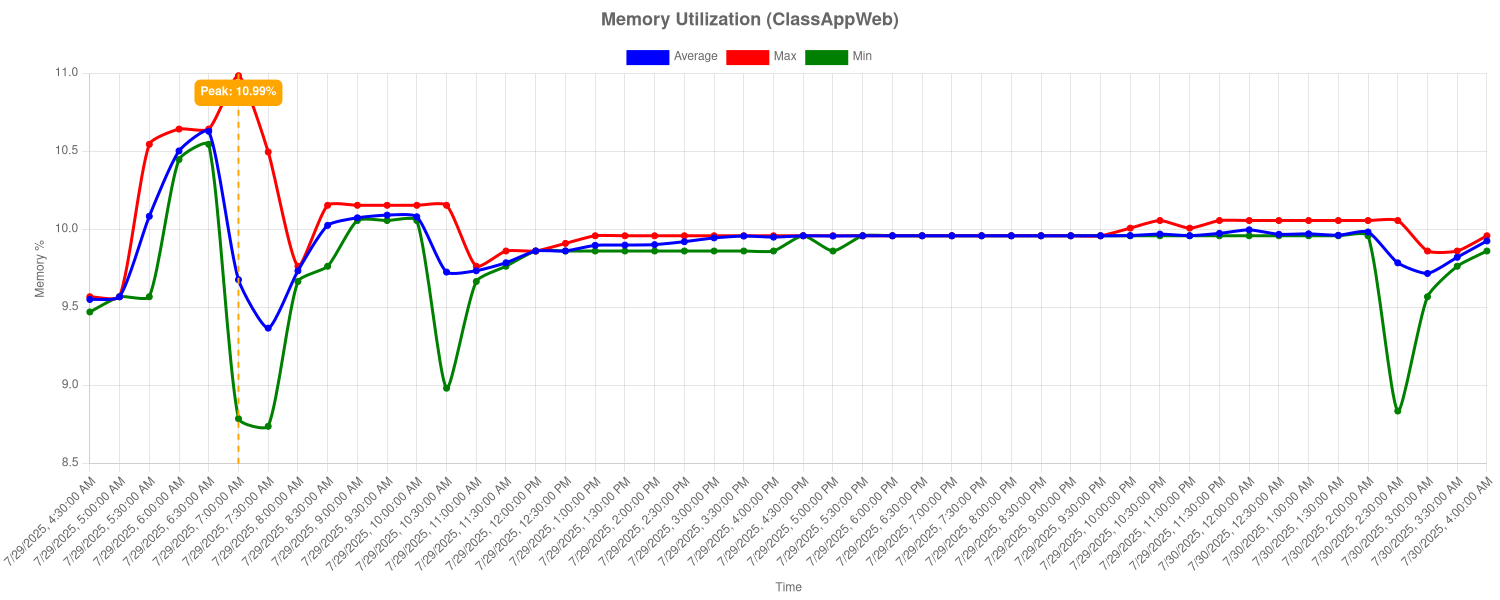 Memory Utilization (ClassAppWeb)
Average Max Min
11.0
Peak: 10.99%
10.5
10.0
9.5
9.0
8.5
Memory %
7/29/2025, 4:30:00 AM
7/29/2025, 5:00:00 AM
7/29/2025, 5:30:00 AM
7/29/2025, 6:00:00 AM
7/29/2025, 6:30:00 AM
7/29/2025, 7:00:00 AM
7/29/2025, 7:30:00 AM
7/29/2025, 8:00:00 AM
7/29/2025, 8:30:00 AM
7/29/2025, 9:00:00 AM
7/29/2025, 9:30:00 AM
7/29/2025, 10:00:00 AM
7/29/2025, 10:30:00 AM
7/29/2025, 11:00:00 AM
7/29/2025, 11:30:00 AM
7/29/2025, 12:00:00 PM
7/29/2025, 12:30:00 PM
7/29/2025, 1:00:00 PM
7/29/2025, 1:30:00 PM
7/29/2025, 2:00:00 PM
7/29/2025, 2:30:00 PM
7/29/2025, 3:00:00 PM
7/29/2025, 3:30:00 PM
7/29/2025, 4:00:00 PM
7/29/2025, 4:30:00 PM
7/29/2025, 5:00:00 PM
7/29/2025, 5:30:00 PM
7/29/2025, 6:00:00 PM
7/29/2025, 6:30:00 PM
7/29/2025, 7:00:00 PM
7/29/2025, 7:30:00 PM
7/29/2025, 8:00:00 PM
7/29/2025, 8:30:00 PM
7/29/2025, 9:00:00 PM
7/29/2025, 9:30:00 PM
7/29/2025, 10:00:00 PM
7/29/2025, 10:30:00 PM
7/29/2025, 11:00:00 PM
7/29/2025, 11:30:00 PM
7/30/2025, 12:00:00 AM
7/30/2025, 12:30:00 AM
7/30/2025, 1:00:00 AM
7/30/2025, 1:30:00 AM
7/30/2025, 2:00:00 AM
7/30/2025, 2:30:00 AM
7/30/2025, 3:00:00 AM
7/30/2025, 3:30:00 AM
7/30/2025, 4:00:00 AM
Time